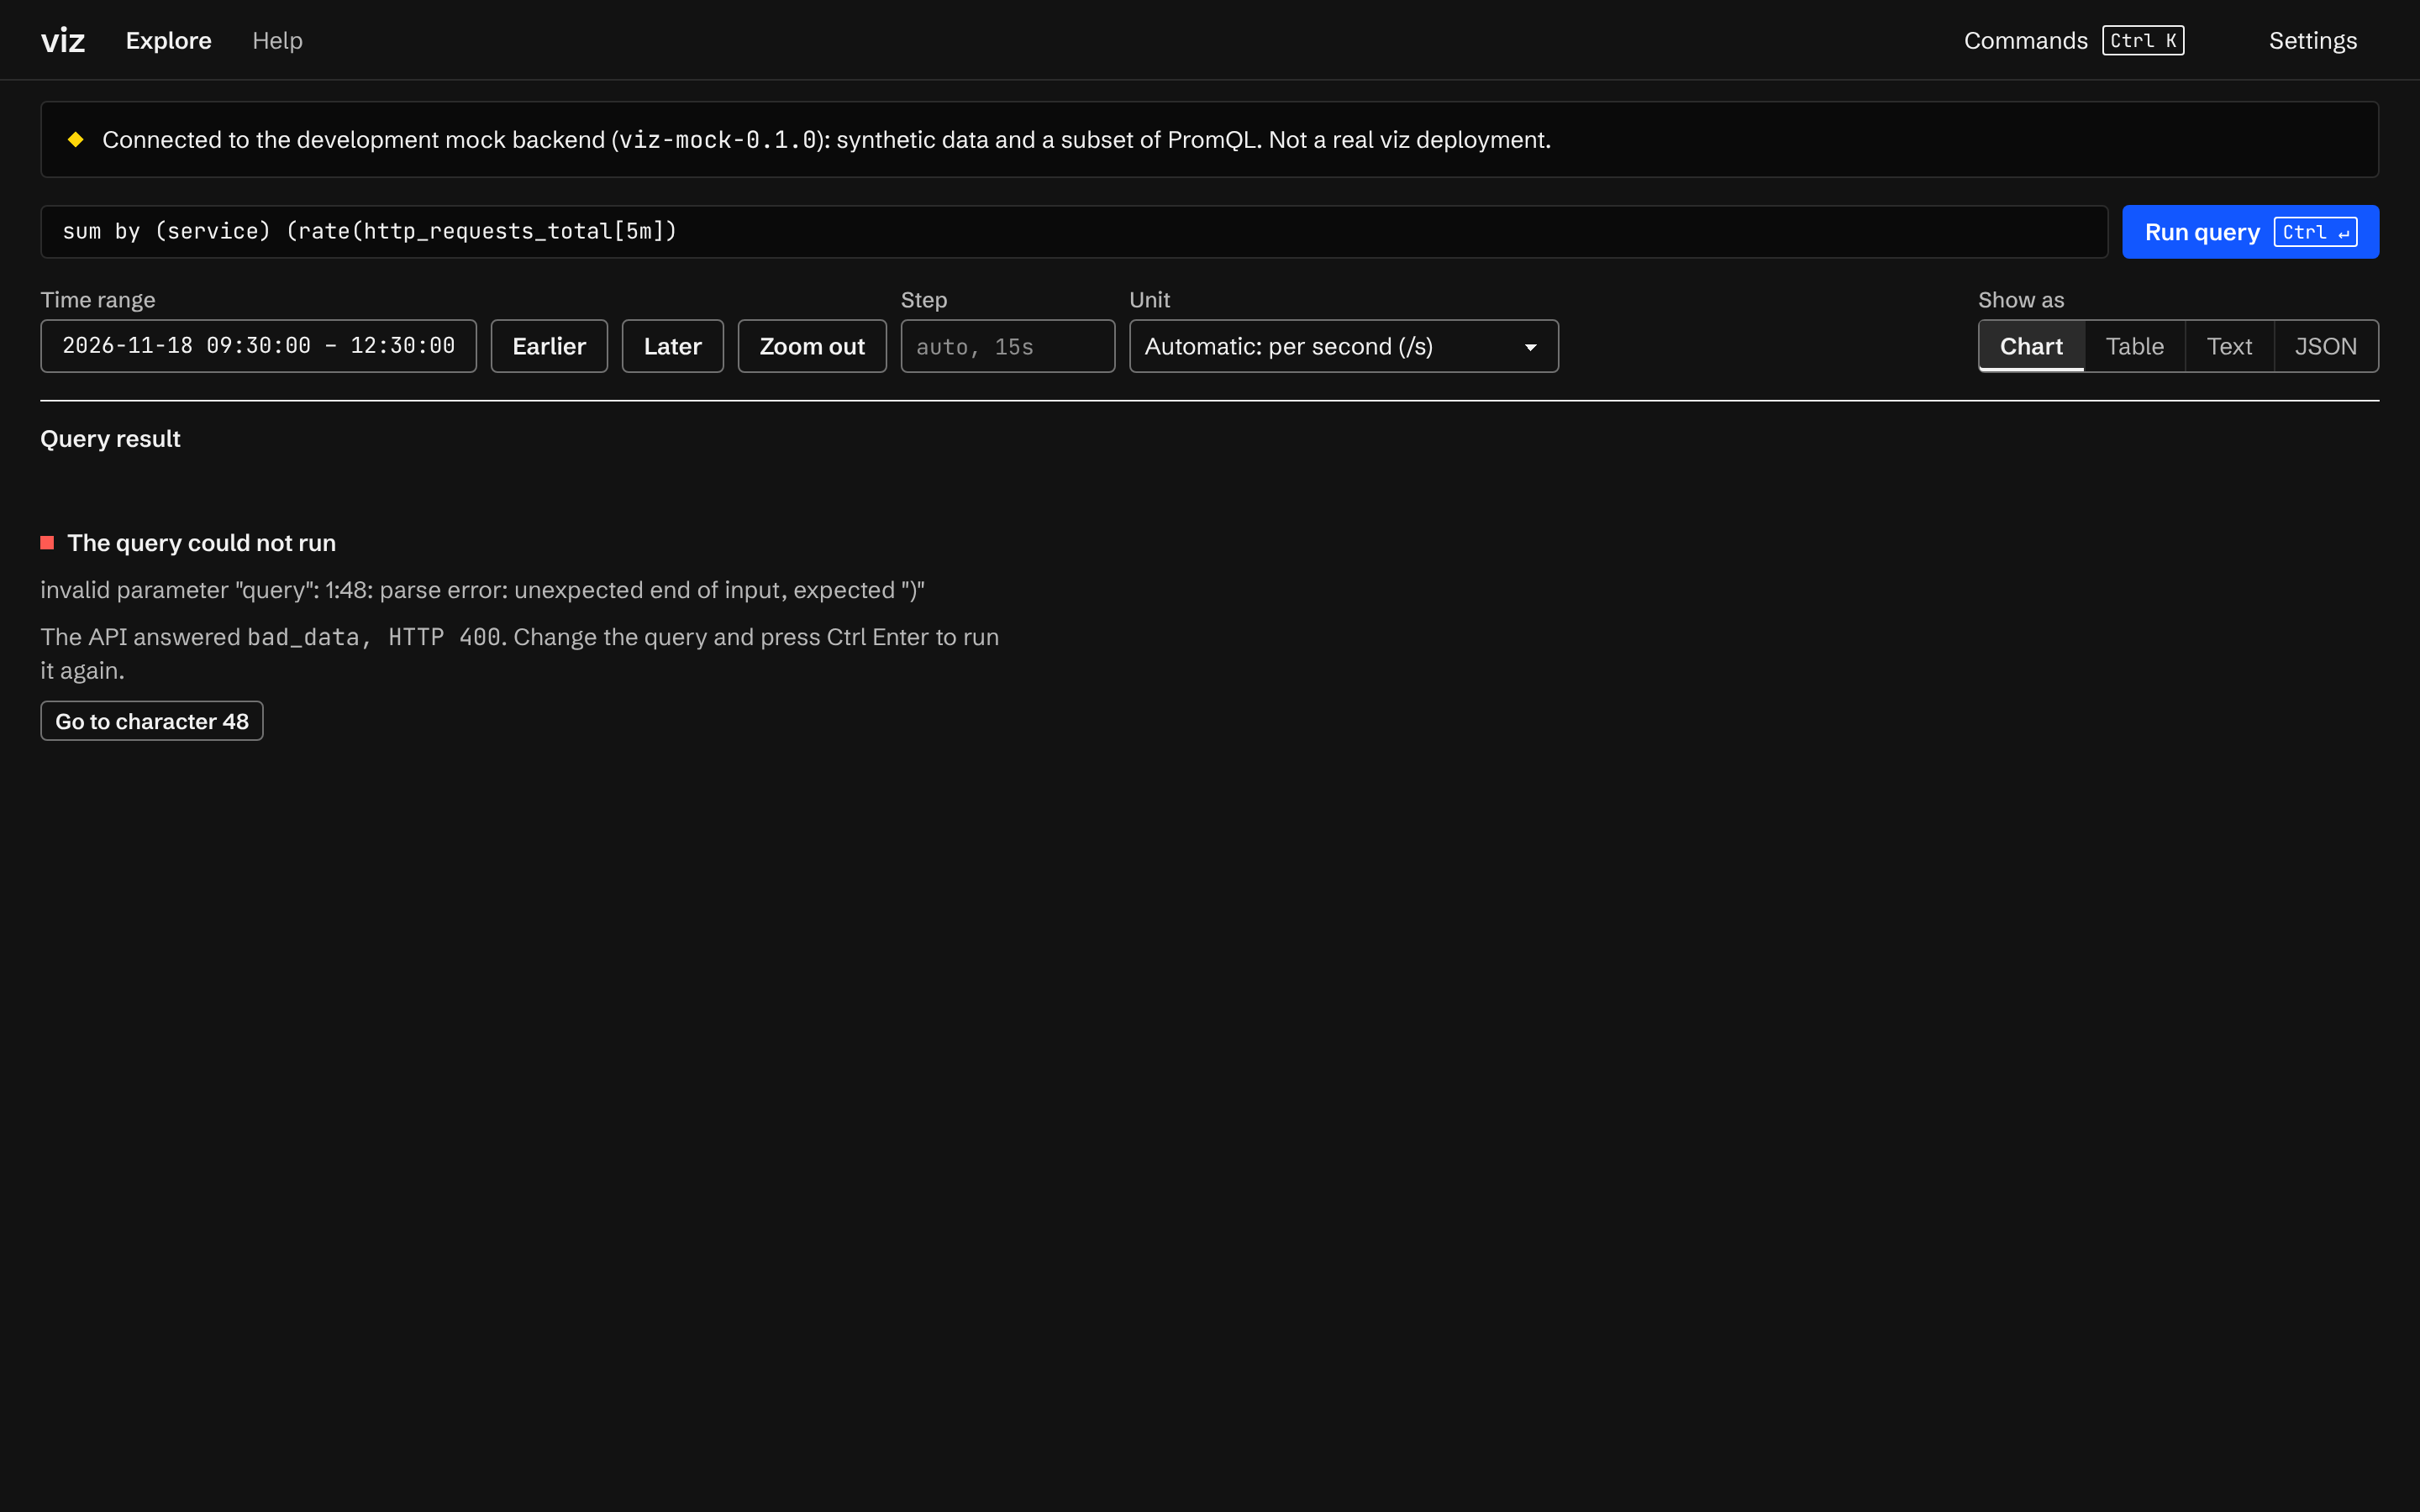 viz Explore Help Commands Ctrl K Settings
Connected to the development mock backend (viz-mock-0.1.0): synthetic data and a subset of PromQL. Not a real viz deployment.
sum by (service) (rate(http_requests_total[5m]) Run query Ctrl ↵
Time range Step Unit Show as
2026-11-18 09:30:00 – 12:30:00 Earlier Later Zoom out auto, 15s Automatic: per second (/s) Chart Table Text JSON
Query result
The query could not run
invalid parameter "query": 1:48: parse error: unexpected end of input, expected ")"
The API answered bad_data, HTTP 400. Change the query and press Ctrl Enter to run
it again.
Go to character 48